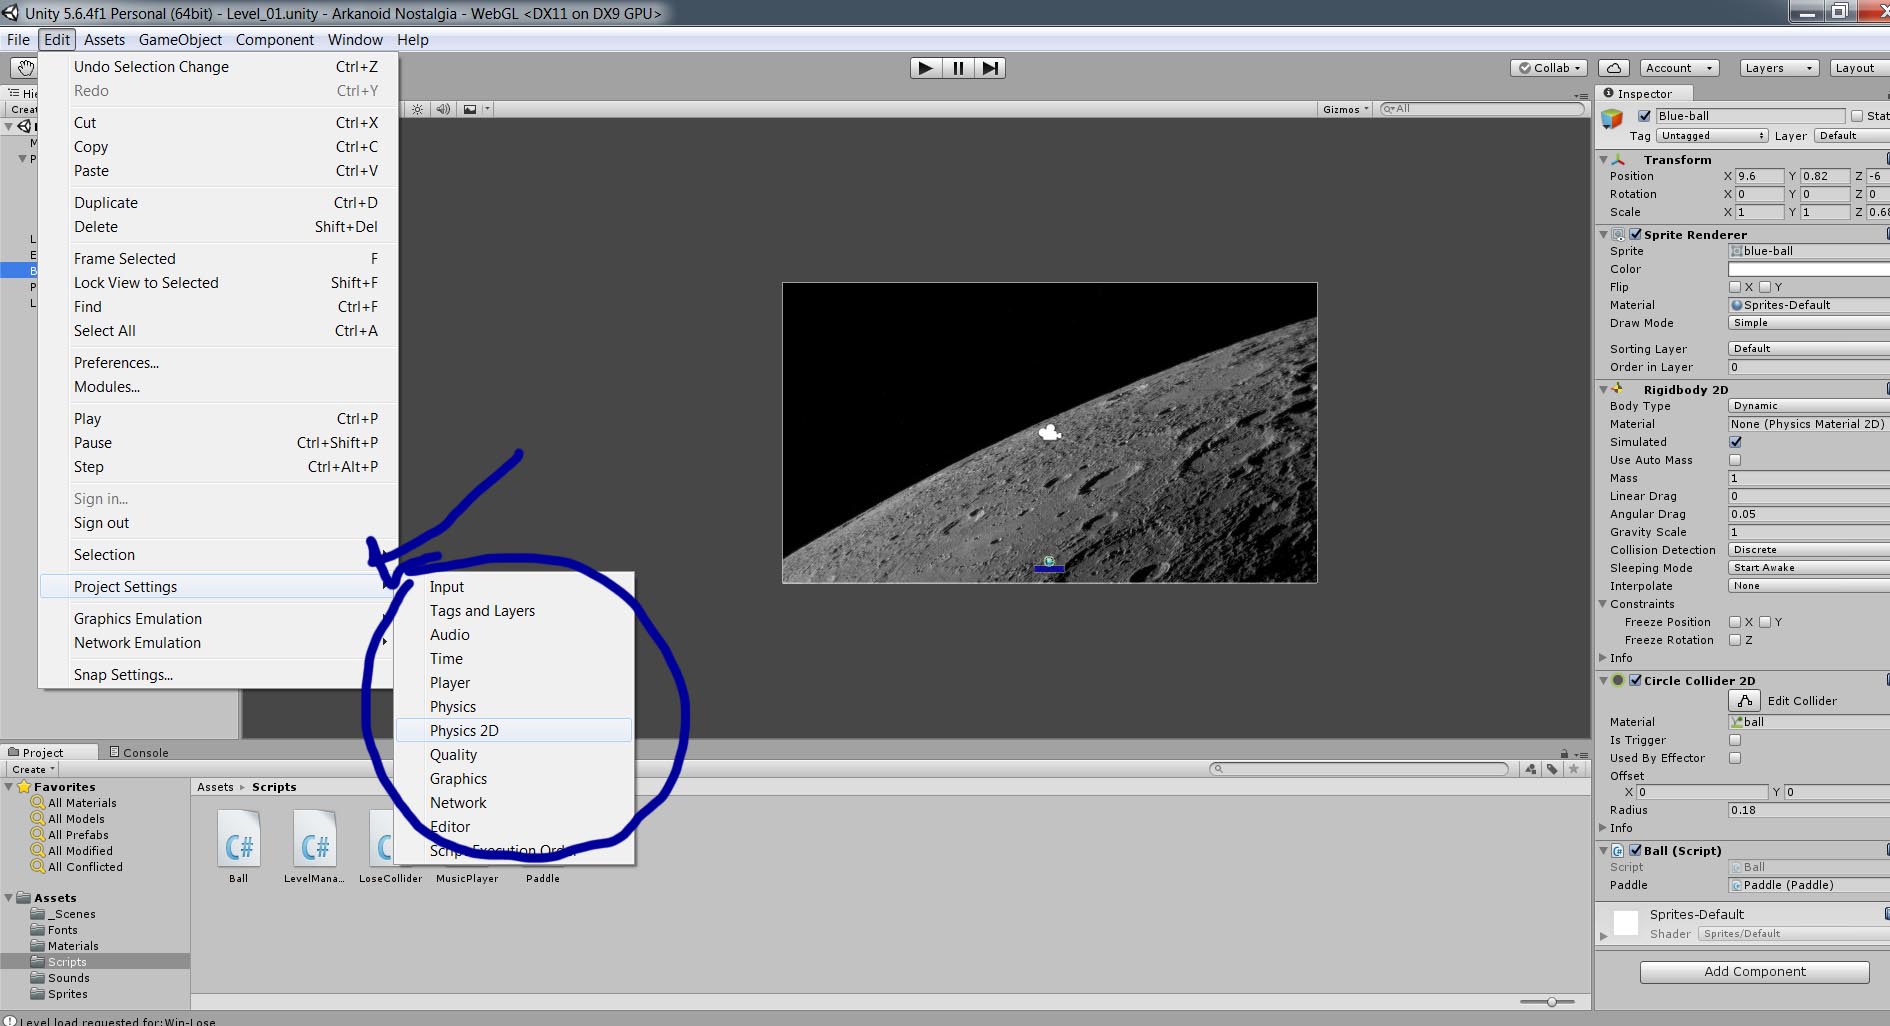 Unity 5.6.4f1 Personal (64bit) - Level_01.unity - Arkanoid Nostalgia - WebGL <DX11 on DX9 GPU>
File Edit Assets GameObject Component Window Help
Collab Account Layers Layout
Undo Selection Change Ctrl+Z
Redo Ctrl+Y
Cut Ctrl+X
Copy Ctrl+C
Paste Ctrl+V
Duplicate Ctrl+D
Delete Shift+Del
Frame Selected F
Lock View to Selected Shift+F
Find Ctrl+F
Select All Ctrl+A
Preferences...
Modules...
Play Ctrl+P
Pause Ctrl+Shift+P
Step Ctrl+Alt+P
Sign in...
Sign out
Selection
Project Settings
Graphics Emulation
Network Emulation
Snap Settings...
Input
Tags and Layers
Audio
Time
Player
Physics
Physics 2D
Quality
Graphics
Network
Editor
Script Execution Order
Gizmos All
Inspector
Blue-ball Stat
Tag Untagged Layer Default
Transform
Position X 9.6 Y 0.82 Z -6
Rotation X 0 Y 0 Z 0
Scale X 1 Y 1 Z 0.68
Sprite Renderer
Sprite blue-ball
Color
Flip X Y
Material Sprites-Default
Draw Mode Simple
Sorting Layer Default
Order in Layer 0
Rigidbody 2D
Body Type Dynamic
Material None (Physics Material 2D)
Simulated
Use Auto Mass
Mass 1
Linear Drag 0
Angular Drag 0.05
Gravity Scale 1
Collision Detection Discrete
Sleeping Mode Start Awake
Interpolate None
Constraints
Freeze Position X Y
Freeze Rotation Z
Info
Circle Collider 2D
Edit Collider
Material ball
Is Trigger
Used By Effector
Offset
X 0 Y 0
Radius 0.18
Info
Ball (Script)
Script Ball
Paddle Paddle (Paddle)
Sprites-Default
Shader Sprites/Default
Add Component
Project Console
Create
Favorites
All Materials
All Models
All Prefabs
All Modified
All Conflicted
Assets
_Scenes
Fonts
Materials
Scripts
Sounds
Sprites
Assets Scripts
C# C# C
Ball LevelMana... LoseCollider MusicPlayer Paddle
Level load requested for:Win-Lose